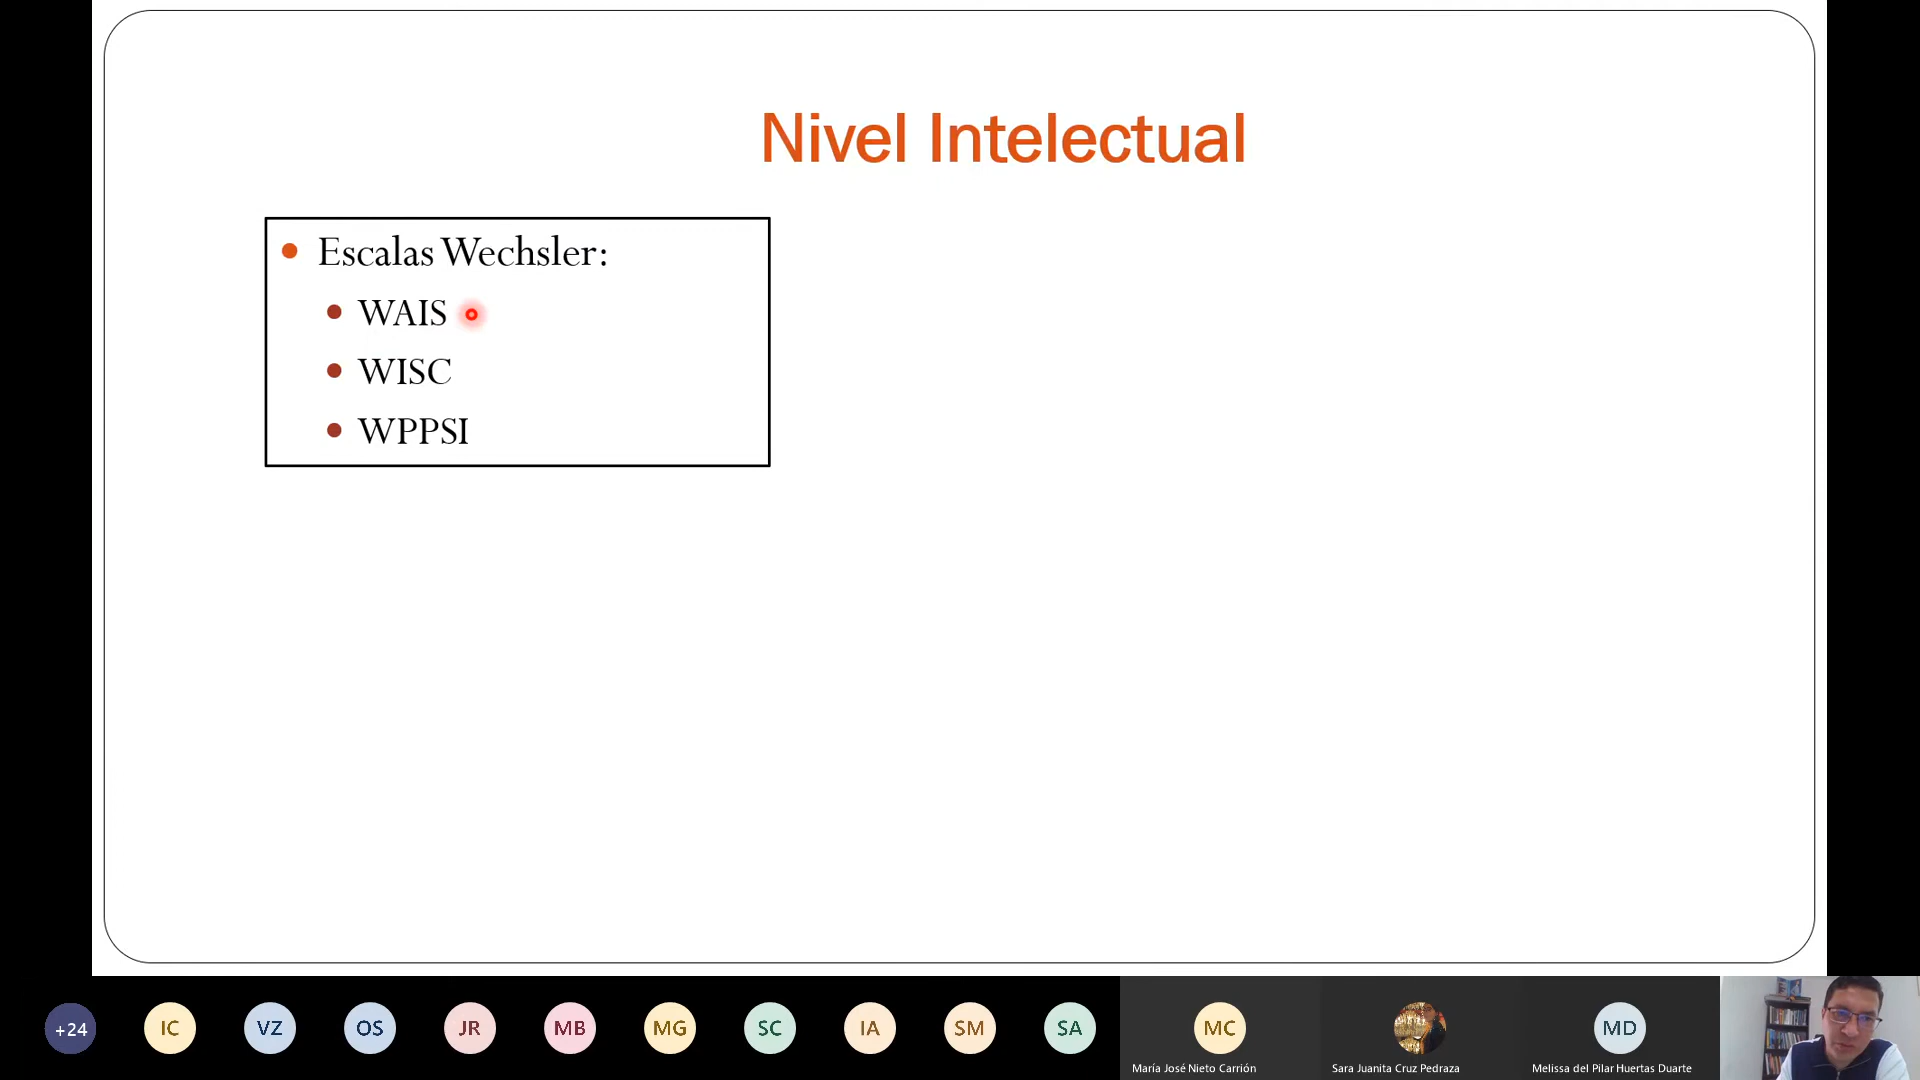 Nivel Intelectual
Escalas Wechsler:
WAIS
WISC
WPPSI
+24
IC
VZ
OS
JR
MB
MG
SC
IA
SM
SA
MC
MD
María José Nieto Carrión
Sara Juanita Cruz Pedraza
Melissa del Pilar Huertas Duarte